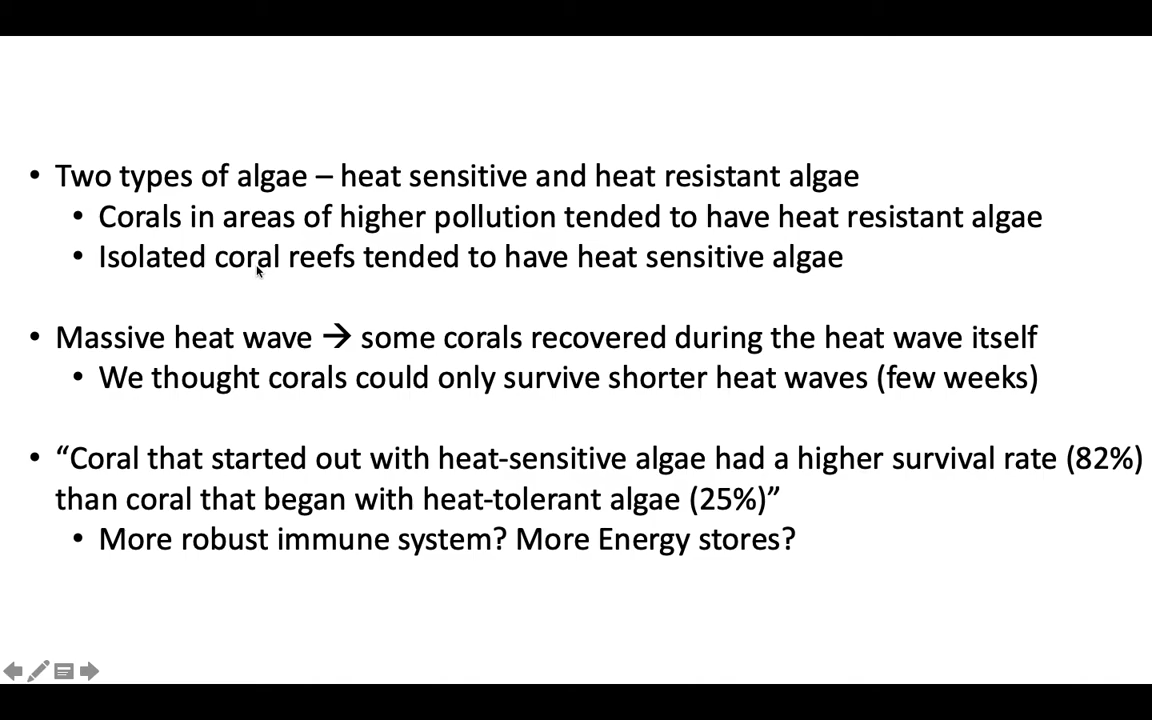 • Two types of algae – heat sensitive and heat resistant algae
• Corals in areas of higher pollution tended to have heat resistant algae
• Isolated coral reefs tended to have heat sensitive algae
• Massive heat wave → some corals recovered during the heat wave itself
• We thought corals could only survive shorter heat waves (few weeks)
• “Coral that started out with heat-sensitive algae had a higher survival rate (82%)
than coral that began with heat-tolerant algae (25%)”
• More robust immune system? More Energy stores?